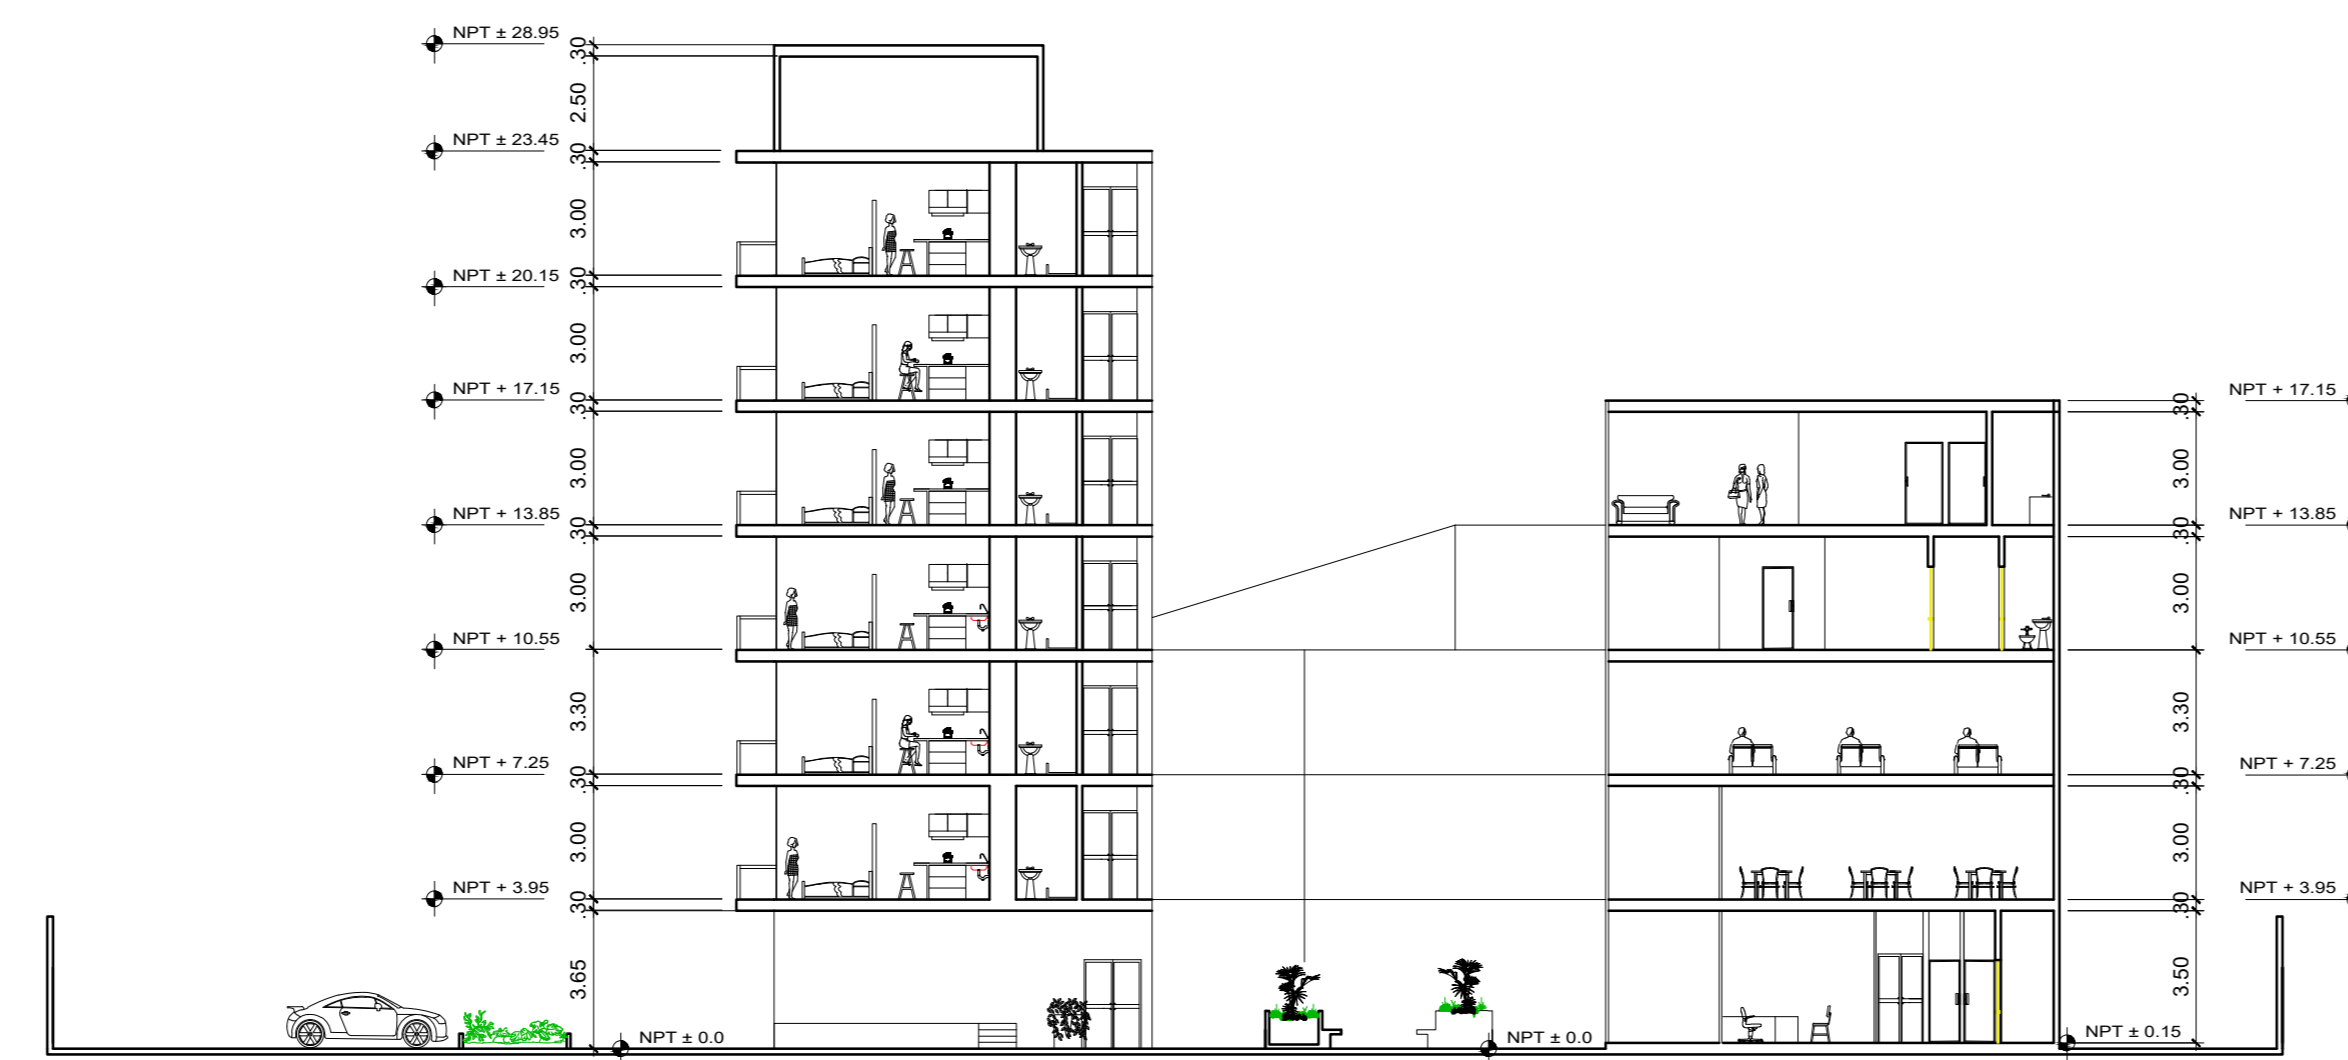 NPT ± 28.95
.30
2.50
NPT ± 23.45
.30
3.00
NPT ± 20.15
.30
3.00
NPT + 17.15
.30
3.00
NPT + 13.85
.30
3.00
NPT + 10.55
3.30
NPT + 7.25
.30
3.00
NPT + 3.95
.30
3.65
NPT ± 0.0
NPT ± 0.0
NPT + 17.15
.30
3.00
NPT + 13.85
.30
3.00
NPT + 10.55
3.30
NPT + 7.25
.30
3.00
NPT + 3.95
.30
3.50
NPT ± 0.15